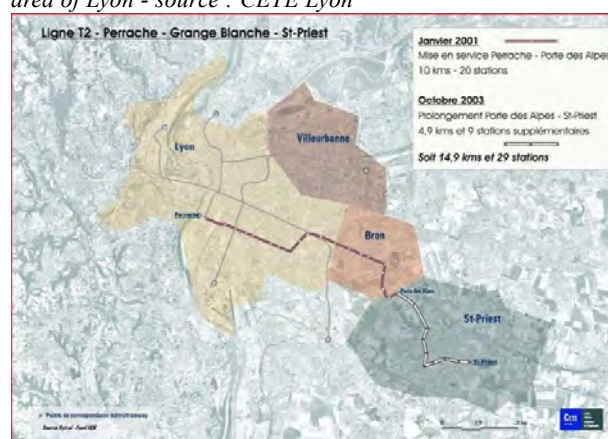 area of Lyon - source : CETE Lyon
Ligne T2 - Perrache - Grange Blanche - St-Priest
Janvier 2001
Mise en service Perrache - Porte des Alpes
10 kms - 20 stations
Octobre 2003
Prolongement Porte des Alpes - St-Priest
4,9 kms et 9 stations supplémentaires
Soit 14,9 kms et 29 stations
Villeurbanne
Lyon
Perrache
Bron
Porte des Alpes
St-Priest
St-Priest
CETE